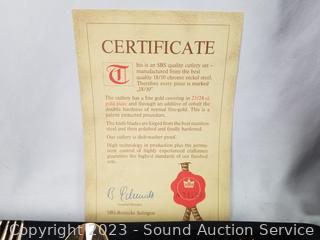 CERTIFICATE
This is an SBS quality cutlery set –
manufactured from the best
quality 18/10 chrome nickel steel.
Therefore every piece is marked
„18/10"
The cutlery has a fine gold covering in 23/24 ct.
gold plate and through an additive of cobalt the
double hardness of normal fine-gold. This is a
patent protected procedure.
The knife blades are forged from the best stainless
steel and then polished and finally hardened.
Our cutlery is dish-washer proof.
High technology in production plus the perma-
nent control of highly experienced craftsmen
guarantee the highest standards of our finished
sets.
SBS-Bestecke Solingen
Copyright 2023 - Sound Auction Service